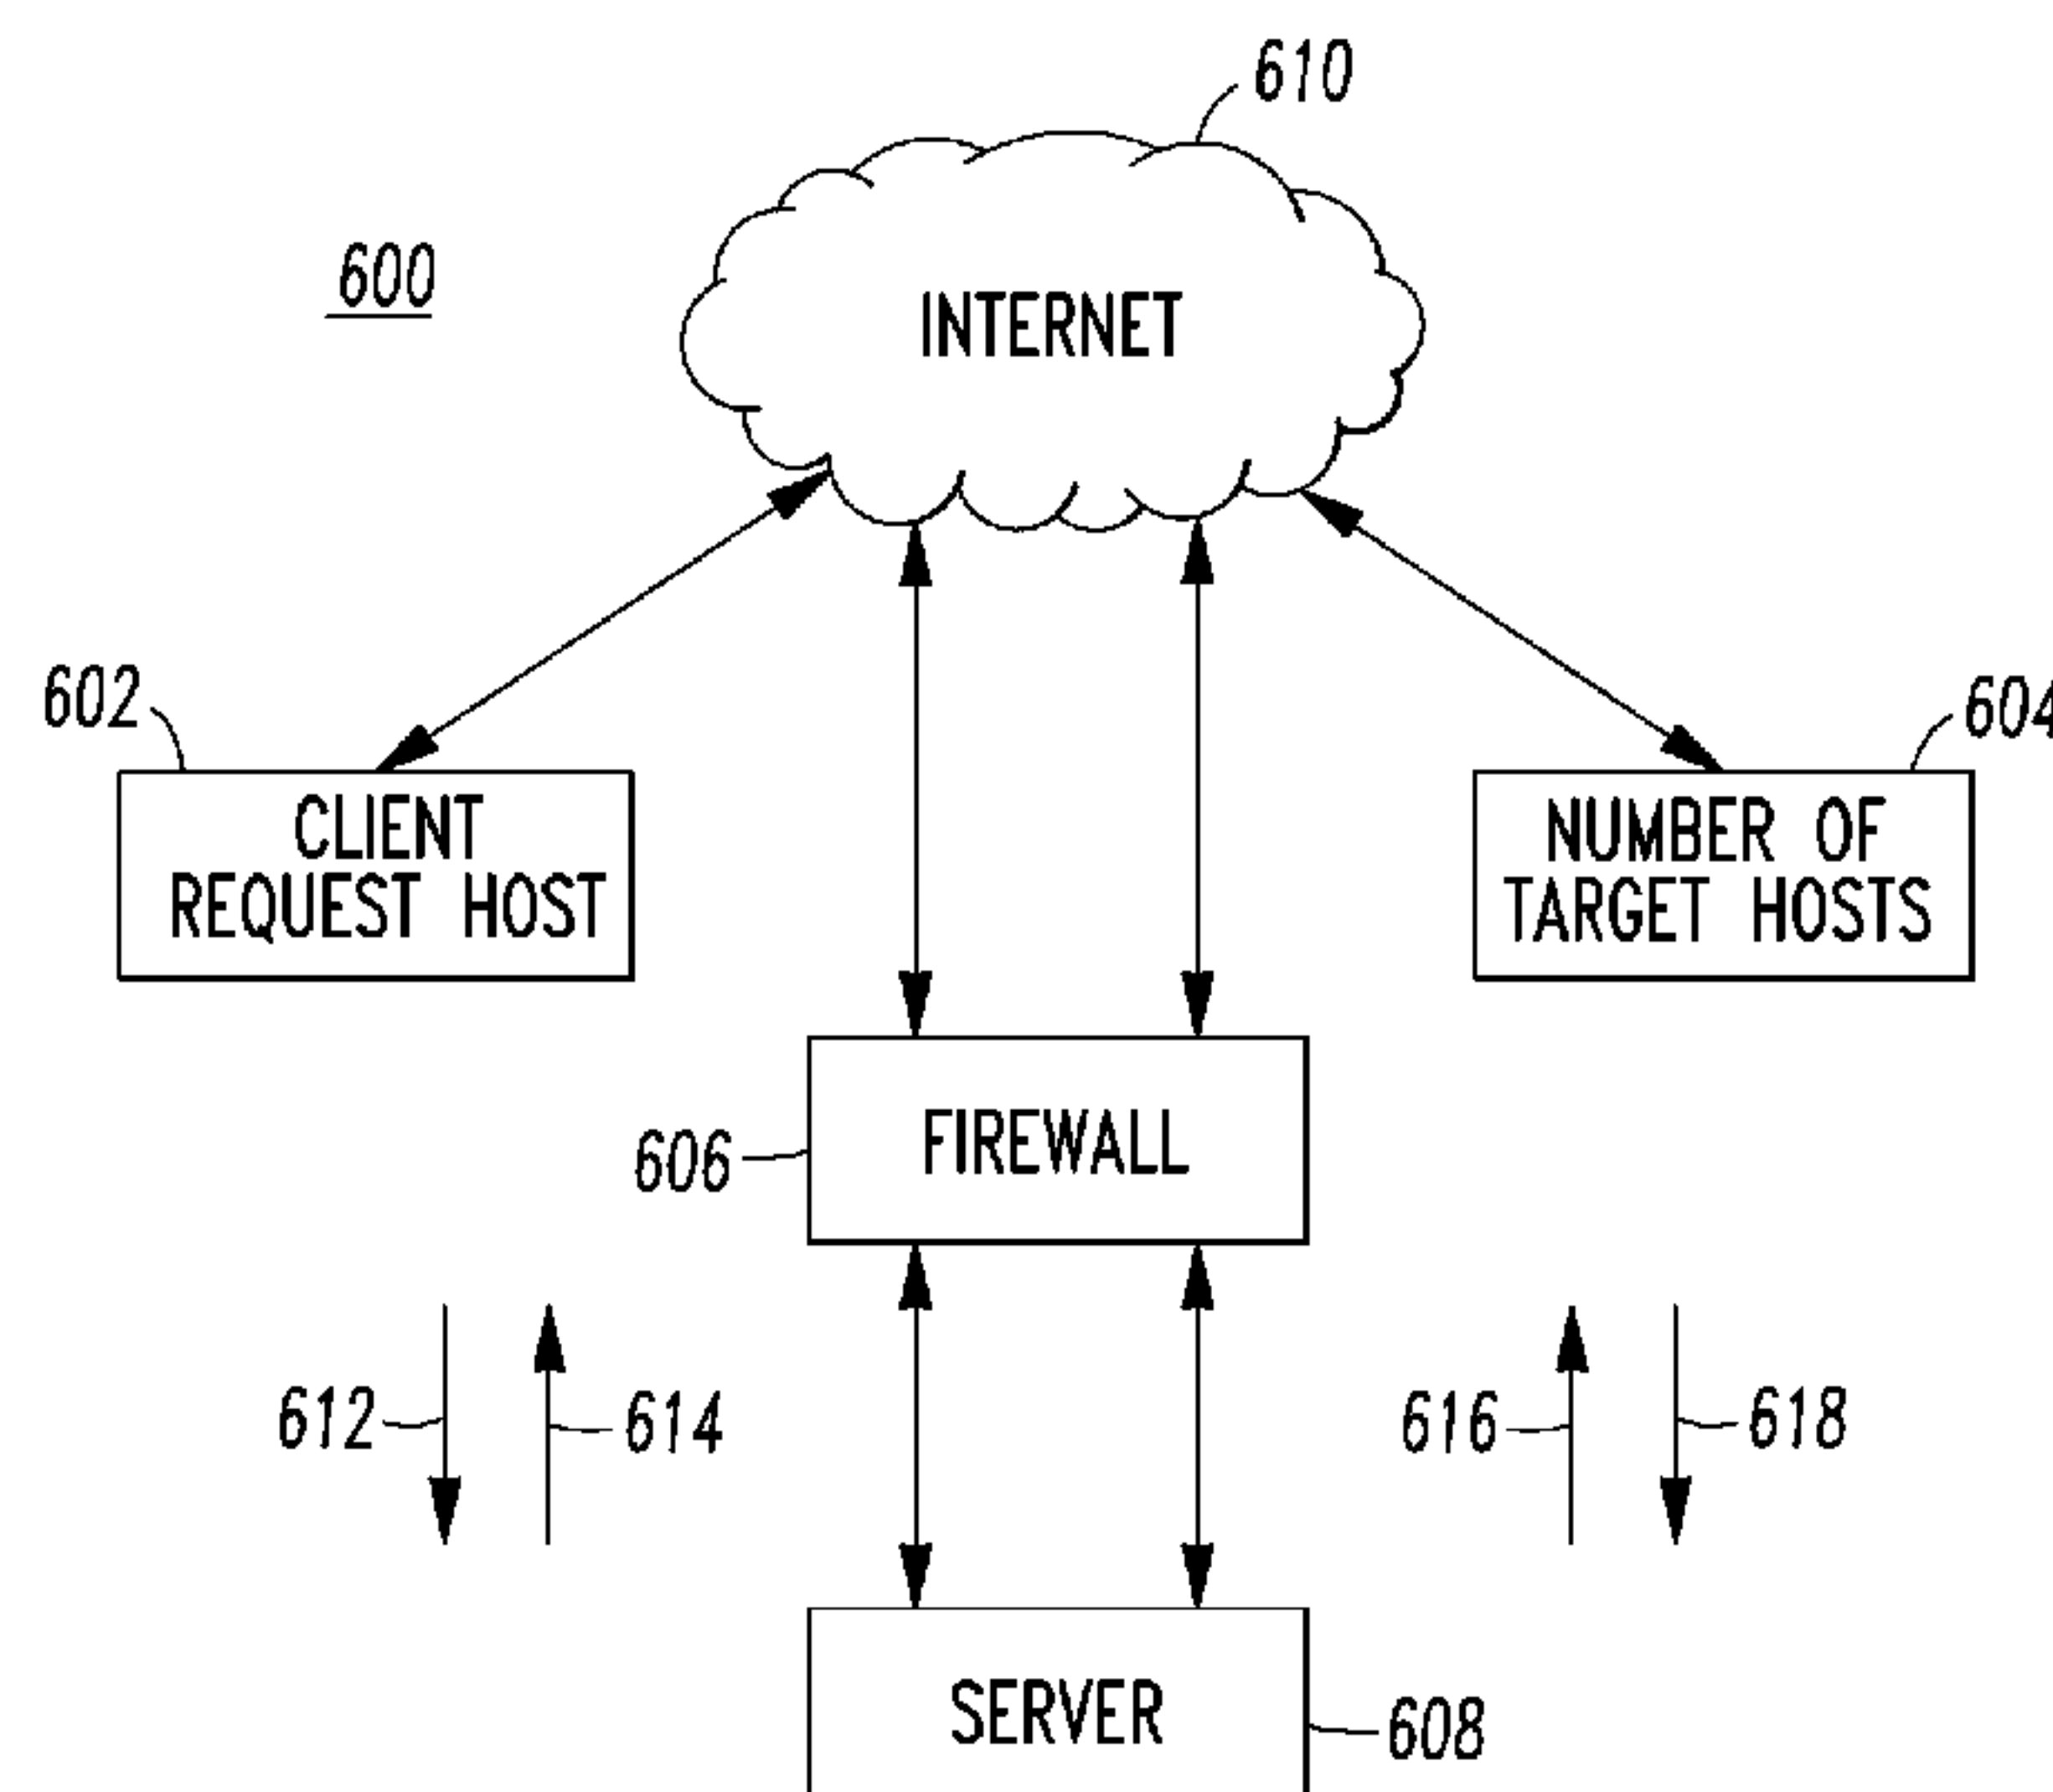 610
600
INTERNET
602
604
CLIENT
REQUEST HOST
NUMBER OF
TARGET HOSTS
FIREWALL
606
612
614
616
618
SERVER
608